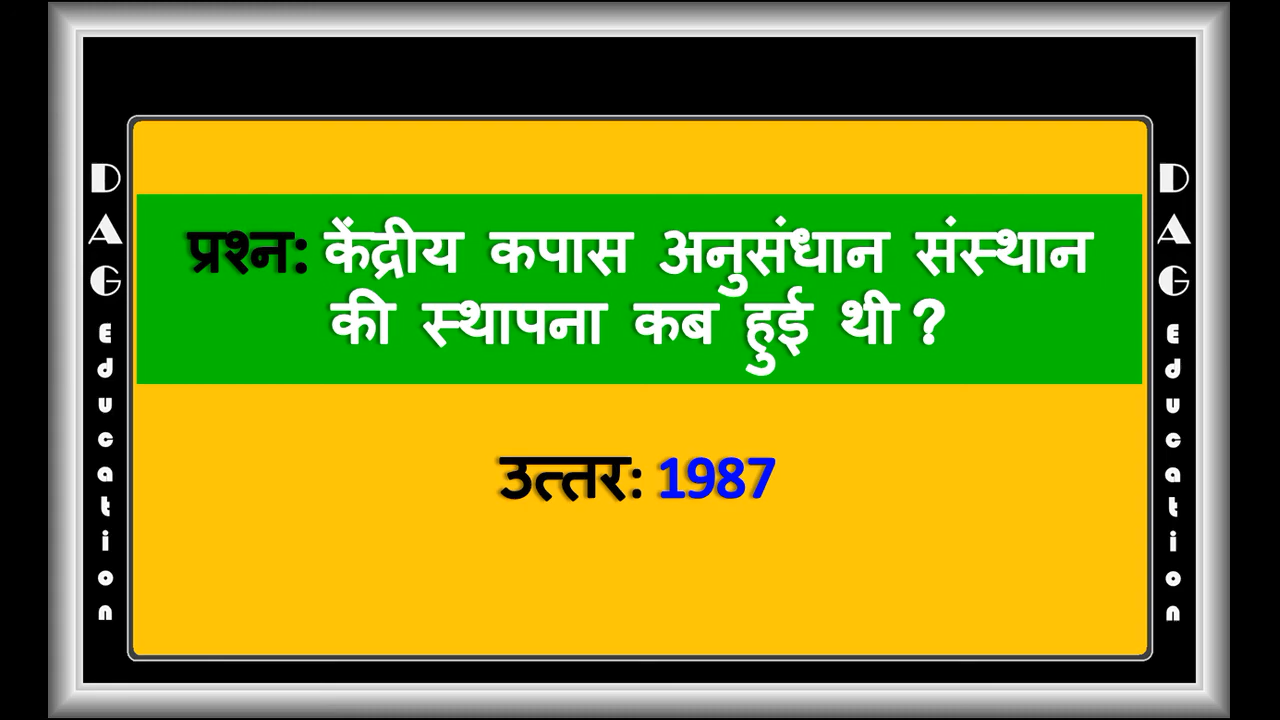 प्रश्न: केंद्रीय कपास अनुसंधान संस्थान
की स्थापना कब हुई थी ?
उत्तर: 1987
DAG Education
DAG Education